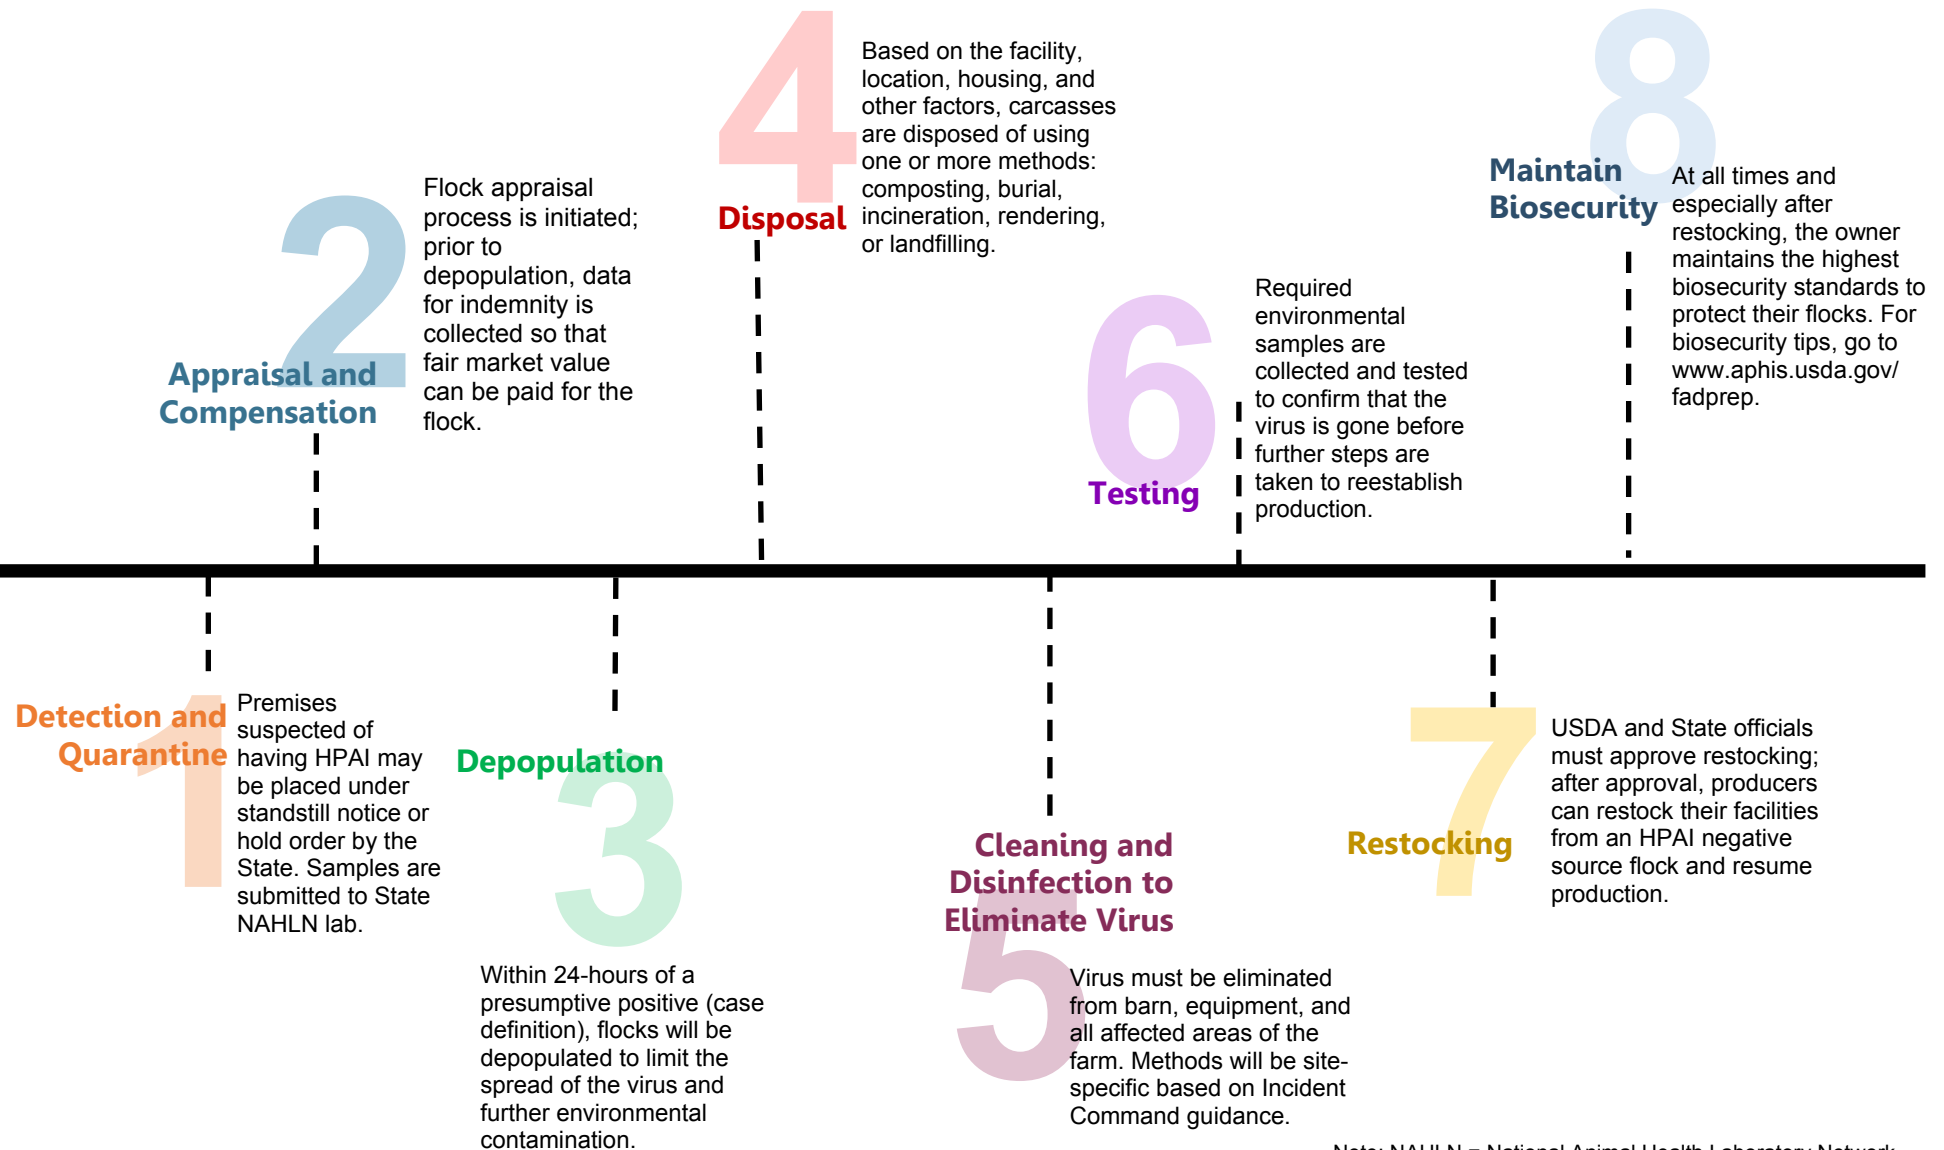 1
Detection and
Quarantine
Premises
suspected of
having HPAI may
be placed under
standstill notice or
hold order by the
State. Samples are
submitted to State
NAHLN lab.
2
Appraisal and
Compensation
Flock appraisal
process is initiated;
prior to
depopulation, data
for indemnity is
collected so that
fair market value
can be paid for the
flock.
3
Depopulation
Within 24-hours of a
presumptive positive (case
definition), flocks will be
depopulated to limit the
spread of the virus and
further environmental
contamination.
4
Disposal
Based on the facility,
location, housing, and
other factors, carcasses
are disposed of using
one or more methods:
composting, burial,
incineration, rendering,
or landfilling.
5
Cleaning and
Disinfection to
Eliminate Virus
Virus must be eliminated
from barn, equipment, and
all affected areas of the
farm. Methods will be site-
specific based on Incident
Command guidance.
6
Testing
Required
environmental
samples are
collected and tested
to confirm that the
virus is gone before
further steps are
taken to reestablish
production.
7
Restocking
USDA and State officials
must approve restocking;
after approval, producers
can restock their facilities
from an HPAI negative
source flock and resume
production.
8
Maintain
Biosecurity
At all times and
especially after
restocking, the owner
maintains the highest
biosecurity standards to
protect their flocks. For
biosecurity tips, go to
www.aphis.usda.gov/
fadprep.
Note: NAHLN = National Animal Health Laboratory Network